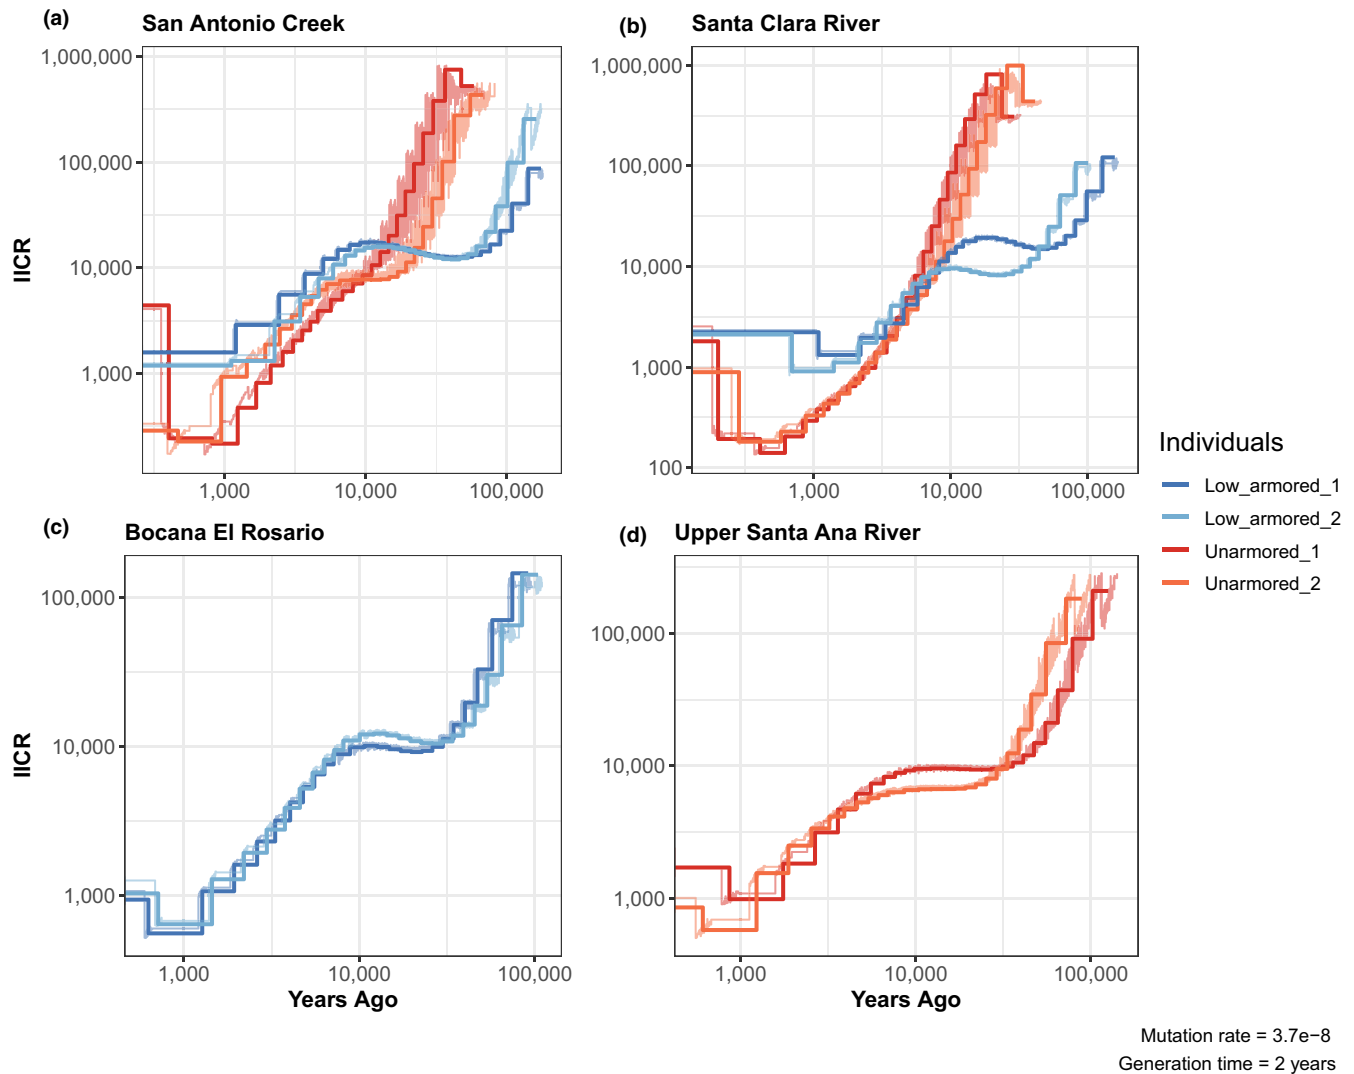 (a)
San Antonio Creek
1,000,000
100,000
10,000
1,000
IICR
1,000
10,000
100,000
(b)
Santa Clara River
1,000,000
100,000
10,000
1,000
100
1,000
10,000
100,000
(c)
Bocana El Rosario
100,000
10,000
1,000
IICR
1,000
10,000
100,000
Years Ago
(d)
Upper Santa Ana River
100,000
10,000
1,000
1,000
10,000
100,000
Years Ago
Individuals
Low_armored_1
Low_armored_2
Unarmored_1
Unarmored_2
Mutation rate = 3.7e−8
Generation time = 2 years